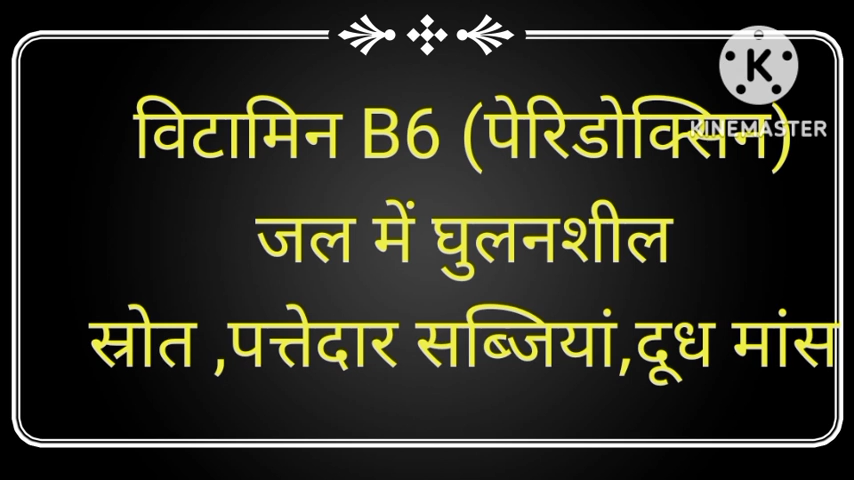 विटामिन B6 (पेरिडोक्सिन)
KINEMASTER
जल में घुलनशील
स्रोत ,पत्तेदार सब्जियां,दूध मांस